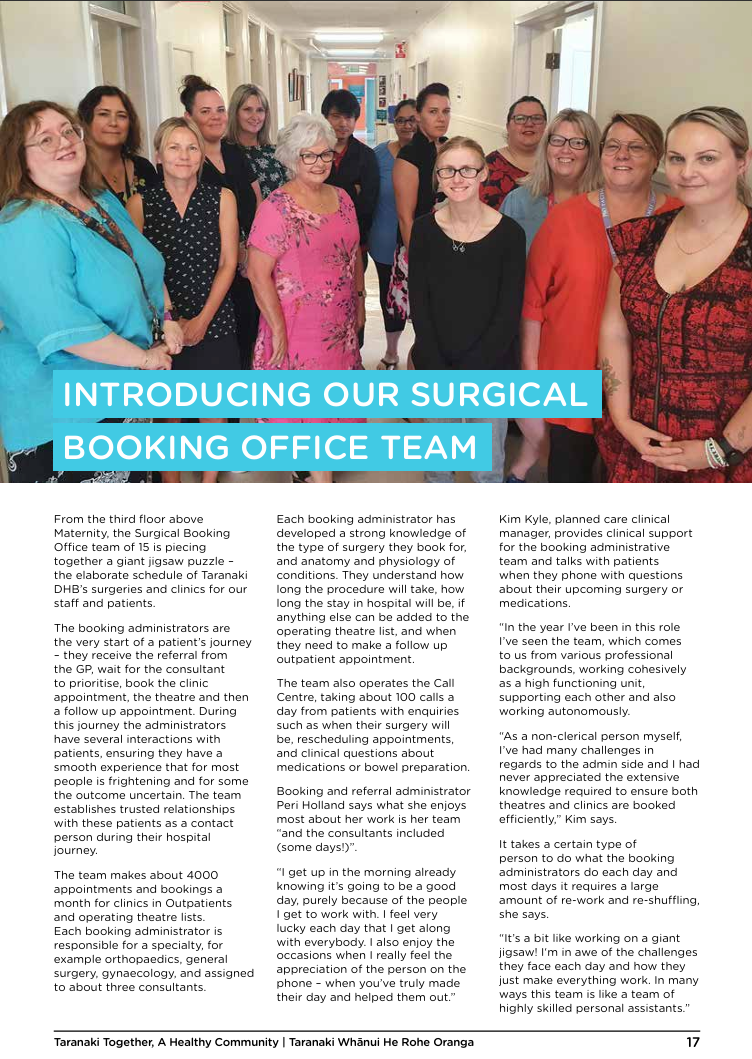 INTRODUCING OUR SURGICAL
BOOKING OFFICE TEAM
From the third floor above
Maternity, the Surgical Booking
Office team of 15 is piecing
together a giant jigsaw puzzle –
the elaborate schedule of Taranaki
DHB's surgeries and clinics for our
staff and patients.
The booking administrators are
the very start of a patient's journey
– they receive the referral from
the GP, wait for the consultant
to prioritise, book the clinic
appointment, the theatre and then
a follow up appointment. During
this journey the administrators
have several interactions with
patients, ensuring they have a
smooth experience that for most
people is frightening and for some
the outcome uncertain. The team
establishes trusted relationships
with these patients as a contact
person during their hospital
journey.
The team makes about 4000
appointments and bookings a
month for clinics in Outpatients
and operating theatre lists.
Each booking administrator is
responsible for a specialty, for
example orthopaedics, general
surgery, gynaecology, and assigned
to about three consultants.
Each booking administrator has
developed a strong knowledge of
the type of surgery they book for,
and anatomy and physiology of
conditions. They understand how
long the procedure will take, how
long the stay in hospital will be, if
anything else can be added to the
operating theatre list, and when
they need to make a follow up
outpatient appointment.
The team also operates the Call
Centre, taking about 100 calls a
day from patients with enquiries
such as when their surgery will
be, rescheduling appointments,
and clinical questions about
medications or bowel preparation.
Booking and referral administrator
Peri Holland says what she enjoys
most about her work is her team
“and the consultants included
(some days!)”.
“I get up in the morning already
knowing it's going to be a good
day, purely because of the people
I get to work with. I feel very
lucky each day that I get along
with everybody. I also enjoy the
occasions when I really feel the
appreciation of the person on the
phone – when you've truly made
their day and helped them out.”
Kim Kyle, planned care clinical
manager, provides clinical support
for the booking administrative
team and talks with patients
when they phone with questions
about their upcoming surgery or
medications.
“In the year I've been in this role
I've seen the team, which comes
to us from various professional
backgrounds, working cohesively
as a high functioning unit,
supporting each other and also
working autonomously.
“As a non-clerical person myself,
I've had many challenges in
regards to the admin side and I had
never appreciated the extensive
knowledge required to ensure both
theatres and clinics are booked
efficiently,” Kim says.
It takes a certain type of
person to do what the booking
administrators do each day and
most days it requires a large
amount of re-work and re-shuffling,
she says.
“It's a bit like working on a giant
jigsaw! I'm in awe of the challenges
they face each day and how they
just make everything work. In many
ways this team is like a team of
highly skilled personal assistants.”
Taranaki Together, A Healthy Community | Taranaki Whānui He Rohe Oranga
17